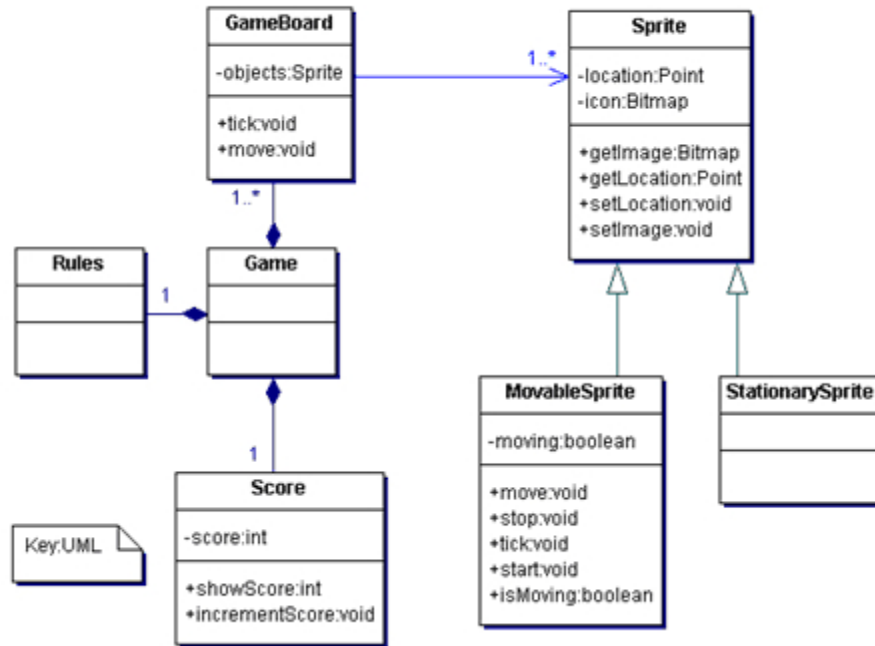 GameBoard
-objects:Sprite
+tick:void
+move:void
1..*
1..*
Sprite
-location:Point
-icon:Bitmap
+getImage:Bitmap
+getLocation:Point
+setLocation:void
+setImage:void
Rules
1
Game
1
Score
-score:int
+showScore:int
+incrementScore:void
MovableSprite
-moving:boolean
+move:void
+stop:void
+tick:void
+start:void
+isMoving:boolean
StationarySprite
Key:UML